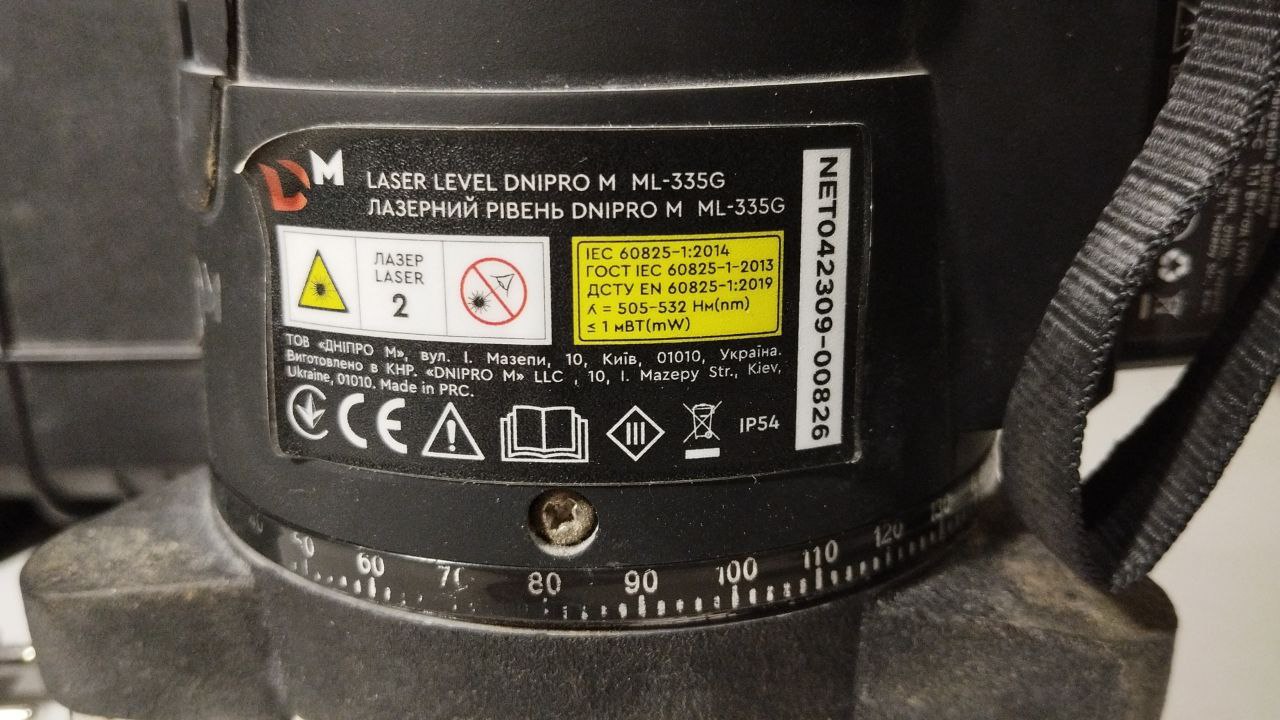 DM
LASER LEVEL DNIPRO M ML-335G
ЛАЗЕРНИЙ РІВЕНЬ DNIPRO M ML-335G
ЛАЗЕР
LASER
2
IEC 60825-1:2014
ГОСТ IEC 60825-1-2013
ДСТУ EN 60825-1:2019
ʎ = 505-532 Нм(nm)
≤ 1 мВТ(mW)
ТОВ «ДНІПРО М», вул. І. Мазепи, 10, Київ, 01010, Україна.
Виготовлено в КНР. «DNIPRO M» LLC , 10, I. Mazepy Str., Kiev,
Ukraine, 01010. Made in PRC.
CE
III
IP54
NET042309-00826
60 70 80 90 100 110 120